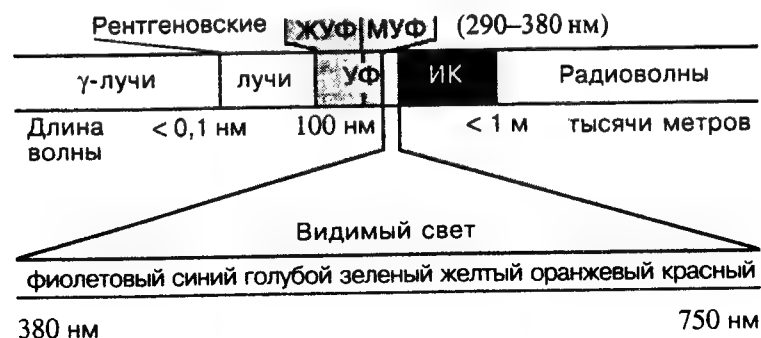 Рентгеновские ЖУФ МУФ (290–380 нм)
γ-лучи лучи УФ ИК Радиоволны
Длина волны < 0,1 нм 100 нм < 1 м тысячи метров
Видимый свет
фиолетовый синий голубой зеленый желтый оранжевый красный
380 нм 750 нм